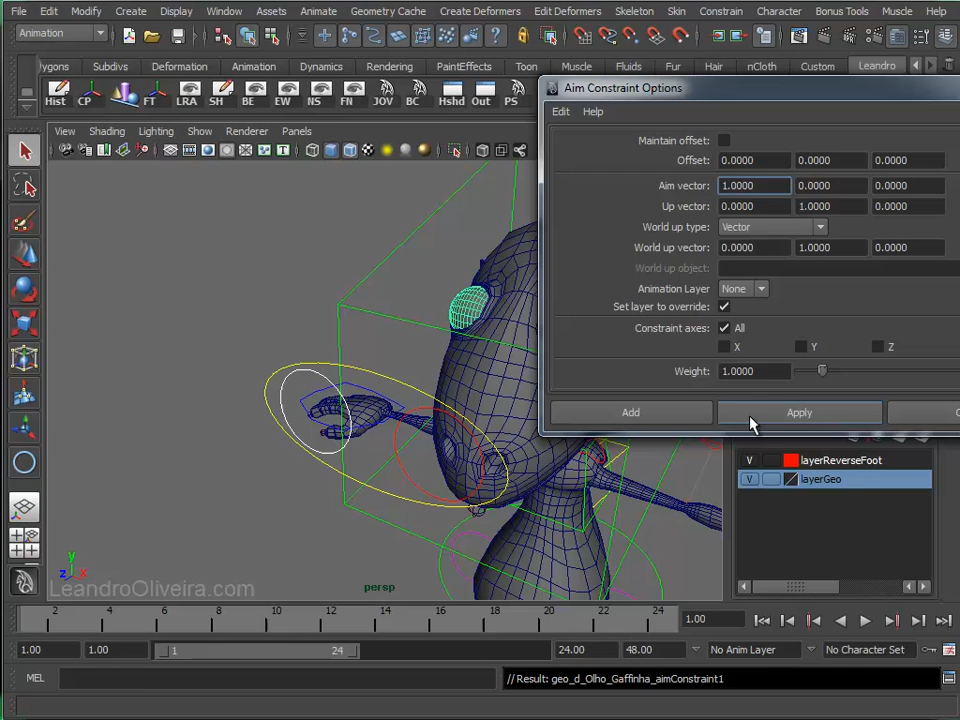 File Edit Modify Create Display Window Assets Animate Geometry Cache Create Deformers Edit Deformers Skeleton Skin Constrain Character Bonus Tools Muscle Help
Animation
Polygons Subdivs Deformation Animation Dynamics Rendering PaintEffects Toon Muscle Fluids Fur Hair nCloth Custom Leandro
Hist CP FT LRA SH BE EW NS FN JOV BC Hshd Out PS
View Shading Lighting Show Renderer Panels
Aim Constraint Options
Edit Help
Maintain offset:
Offset: 0.0000 0.0000 0.0000
Aim vector: 1.0000 0.0000 0.0000
Up vector: 0.0000 1.0000 0.0000
World up type: Vector
World up vector: 0.0000 1.0000 0.0000
World up object:
Animation Layer None
Set layer to override:
Constraint axes: All
X Y Z
Weight: 1.0000
Add Apply
V layerReverseFoot
V layerGeo
y
z x
LeandroOliveira.com
persp
2 4 6 8 10 12 14 16 18 20 22 24
1.00
1.00 1.00 1 24 24.00 48.00 No Anim Layer No Character Set
MEL // Result: geo_d_Olho_Gaffinha_aimConstraint1